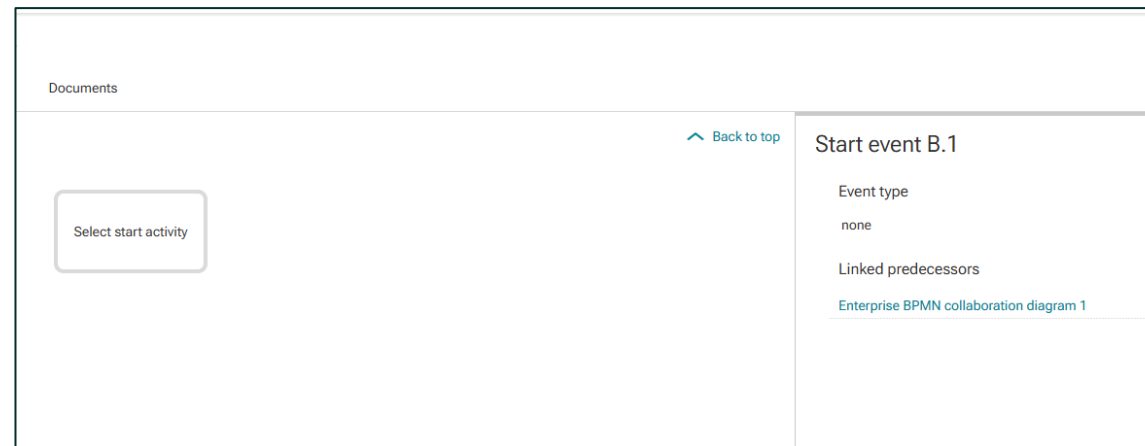 Documents
Back to top
Select start activity
Start event B.1
Event type
none
Linked predecessors
Enterprise BPMN collaboration diagram 1